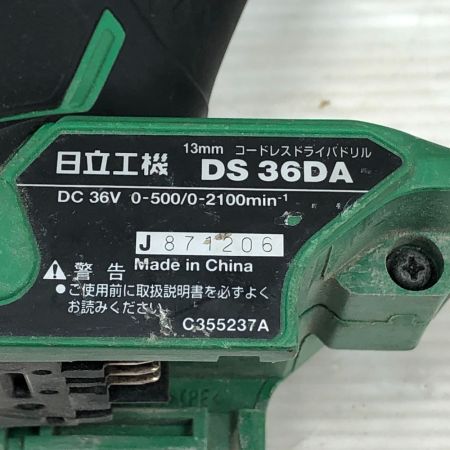 13mm コードレスドライバドリル
日立工機 DS 36DA
DC 36V 0-500/0-2100min⁻¹
J 871206
Made in China
⚠警告
●ご使用前に取扱説明書を必ずよく
お読みください。
C355237A